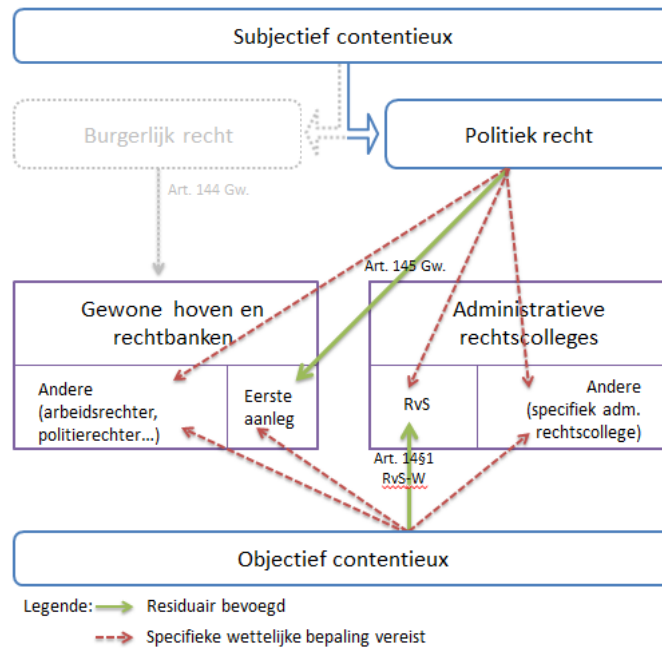 Subjectief contentieux
Burgerlijk recht
Politiek recht
Art. 144 Gw.
Art. 145 Gw.
Gewone hoven en
rechtbanken
Administratieve
rechtscolleges
Andere
(arbeidsrechter,
politierechter...)
Eerste
aanleg
RvS
Andere
(specifiek adm.
rechtscollege)
Art. 14§1
RvS-W
Objectief contentieux
Legende:
Residuair bevoegd
Specifieke wettelijke bepaling vereist